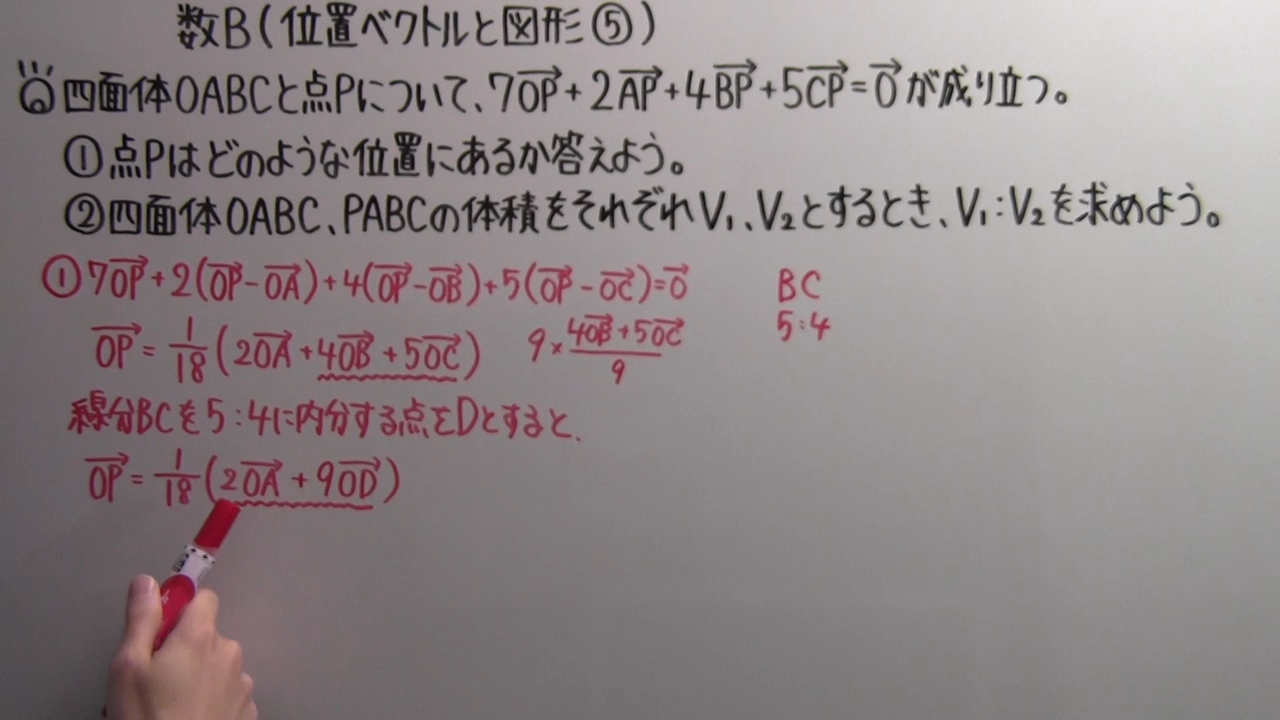 数B(位置ベクトルと図形⑤)
四面体OABCと点Pについて、7OP→+2AP→+4BP→+5CP→=0→が成り立つ。
①点Pはどのような位置にあるか答えよう。
②四面体OABC、PABCの体積をそれぞれV₁、V₂とするとき、V₁:V₂を求めよう。
①7OP→+2(OP→-OA→)+4(OP→-OB→)+5(OP→-OC→)=0→
BC
5:4
OP→=1/18(2OA→+4OB→+5OC→) 9×(4OB→+5OC→)/9
線分BCを5:4に内分する点をDとすると、
OP→=1/18(2OA→+9OD→)